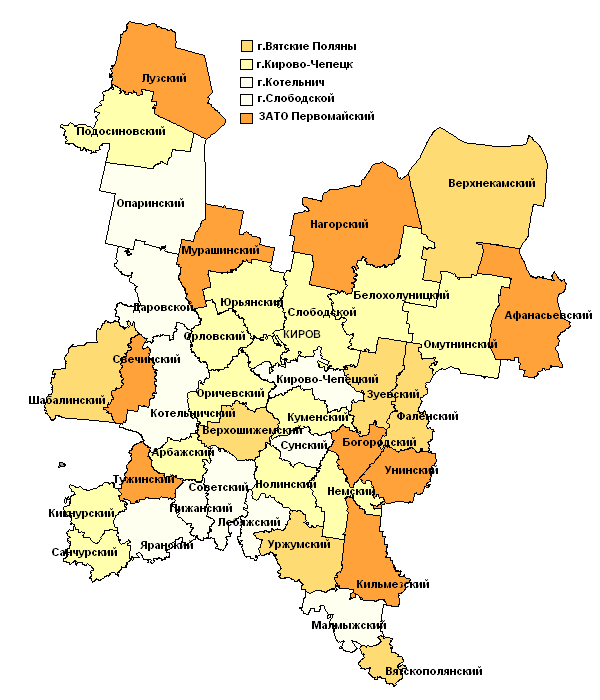 г.Вятские Поляны
г.Кирово-Чепецк
г.Котельнич
г.Слободской
ЗАТО Первомайский
Лузский
Подосиновский
Опаринский
Верхнекамский
Нагорский
Мурашинский
Даровской
Юрьянский
Слободской
Белохолуницкий
Афанасьевский
Омутнинский
Орловский
КИРОВ
Свечинский
Шабалинский
Кирово-Чепецкий
Оричевский
Зуевский
Котельничский
Куменский
Фаленский
Верхошижемский
Сунский
Богородский
Арбажский
Унинский
Тужинский
Советский
Нолинский
Немский
Кикнурский
Пижанский
Лебяжский
Санчурский
Яранский
Уржумский
Кильмезский
Малмыжский
Вятскополянский